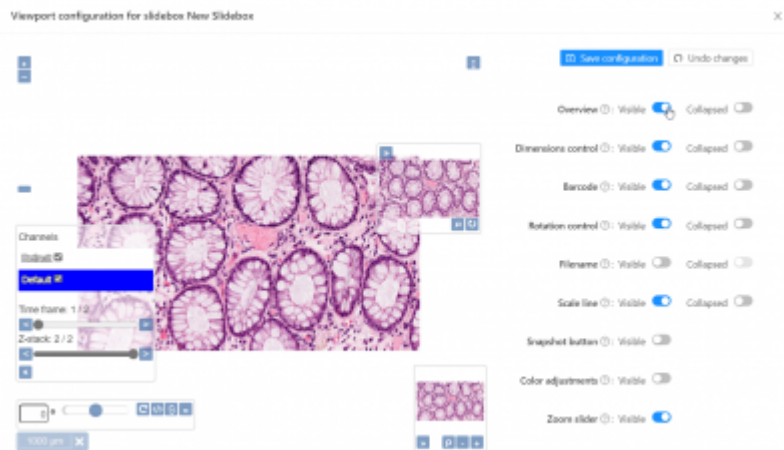 Viewport configuration for slidebox New Slidebox
Save configuration
Undo changes
Overview : Visible Collapsed
Dimensions control : Visible Collapsed
Barcode : Visible Collapsed
Rotation control : Visible Collapsed
Filename : Visible Collapsed
Scale line : Visible Collapsed
Snapshot button : Visible
Color adjustments : Visible
Zoom slider : Visible
Channels
Default
Default
Time frame: 1 / 2
Z-stack: 2 / 2
1000 µm